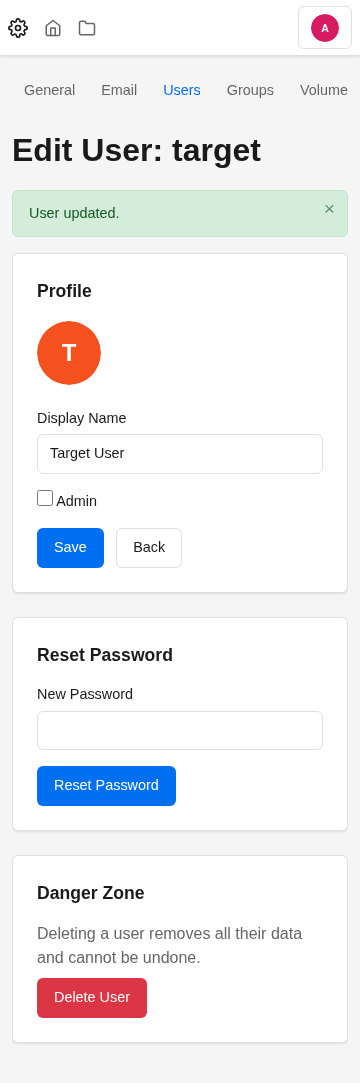 A
General Email Users Groups Volume
Edit User: target
User updated. ×
Profile
T
Display Name
Target User
Admin
Save Back
Reset Password
New Password
Reset Password
Danger Zone
Deleting a user removes all their data
and cannot be undone.
Delete User